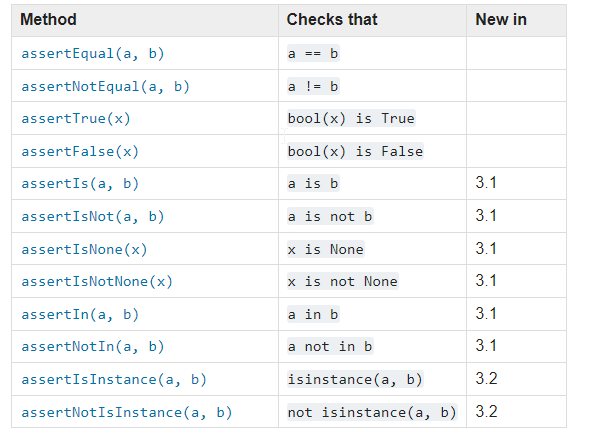 Method Checks that New in
assertEqual(a, b) a == b
assertNotEqual(a, b) a != b
assertTrue(x) bool(x) is True
assertFalse(x) bool(x) is False
assertIs(a, b) a is b 3.1
assertIsNot(a, b) a is not b 3.1
assertIsNone(x) x is None 3.1
assertIsNotNone(x) x is not None 3.1
assertIn(a, b) a in b 3.1
assertNotIn(a, b) a not in b 3.1
assertIsInstance(a, b) isinstance(a, b) 3.2
assertNotIsInstance(a, b) not isinstance(a, b) 3.2